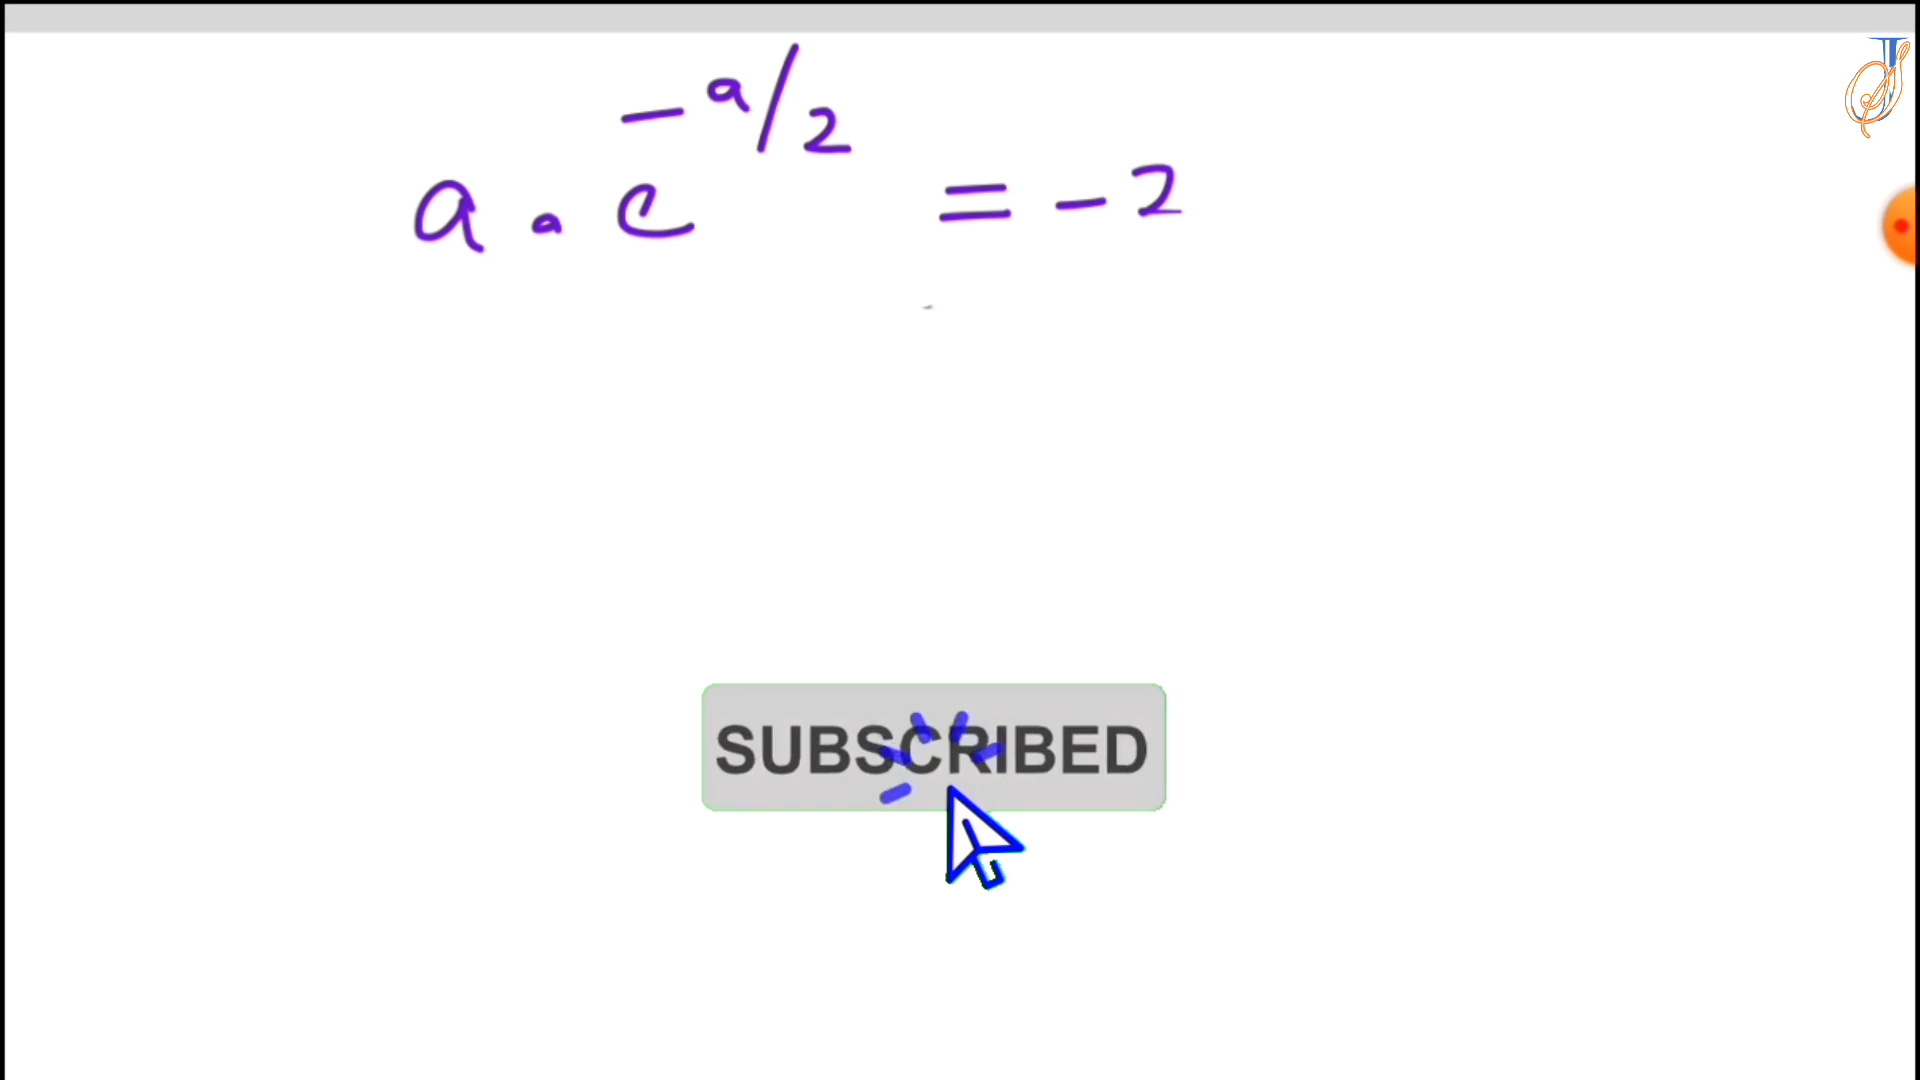 a · e^{-a/2} = -2
SUBSCRIBED